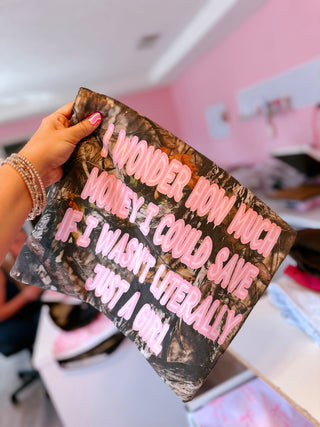 I WONDER HOW MUCH
MONEY I COULD SAVE
IF I WASN'T LITERALLY
JUST A GIRL